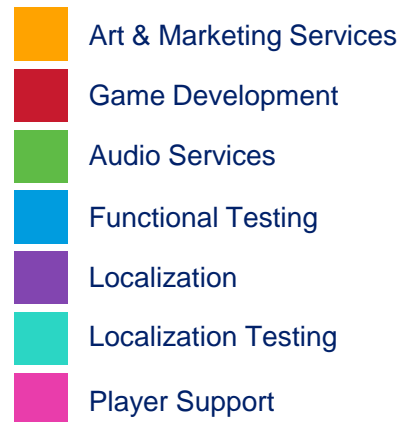 Art & Marketing Services
Game Development
Audio Services
Functional Testing
Localization
Localization Testing
Player Support